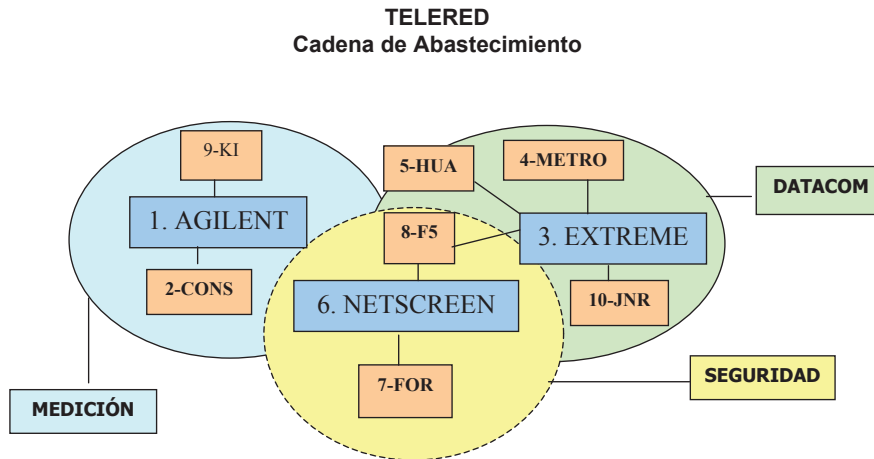 TELERED
Cadena de Abastecimiento
9-KI
5-HUA
4-METRO
DATACOM
1. AGILENT
8-F5
3. EXTREME
2-CONS
6. NETSCREEN
10-JNR
7-FOR
SEGURIDAD
MEDICIÓN